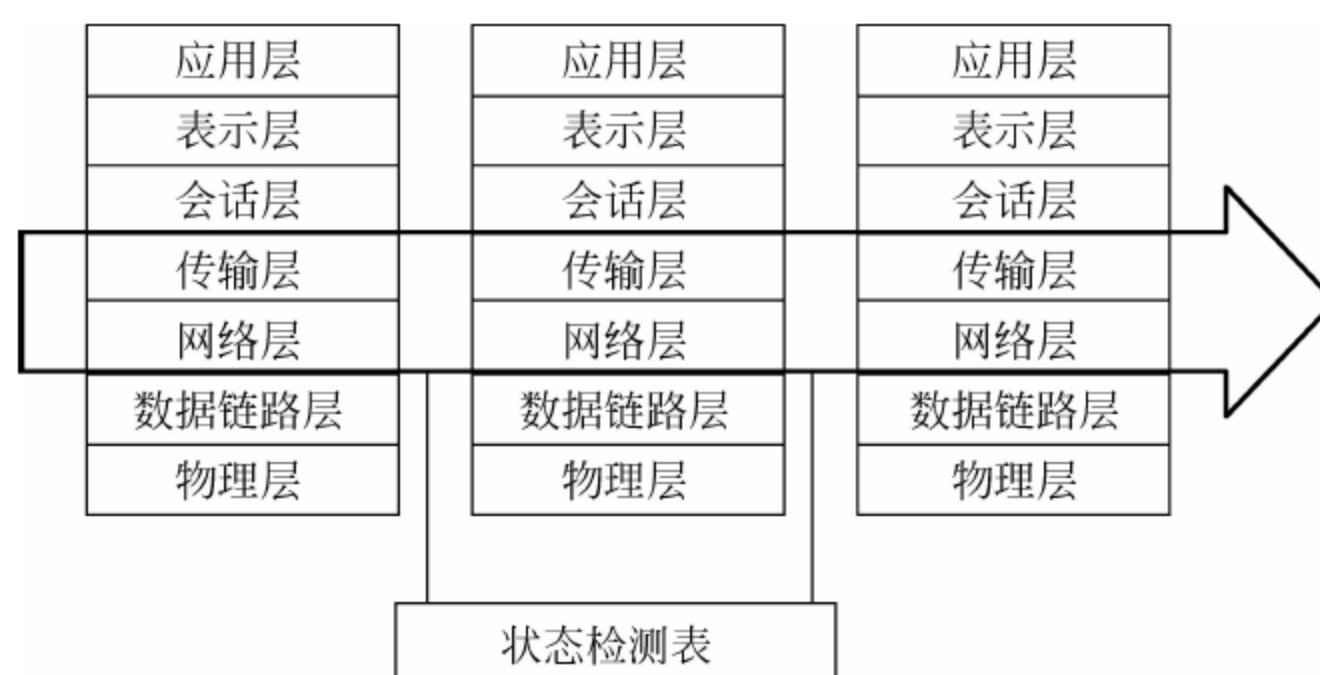 应用层 应用层 应用层
表示层 表示层 表示层
会话层 会话层 会话层
传输层 传输层 传输层
网络层 网络层 网络层
数据链路层 数据链路层 数据链路层
物理层 物理层 物理层
状态检测表